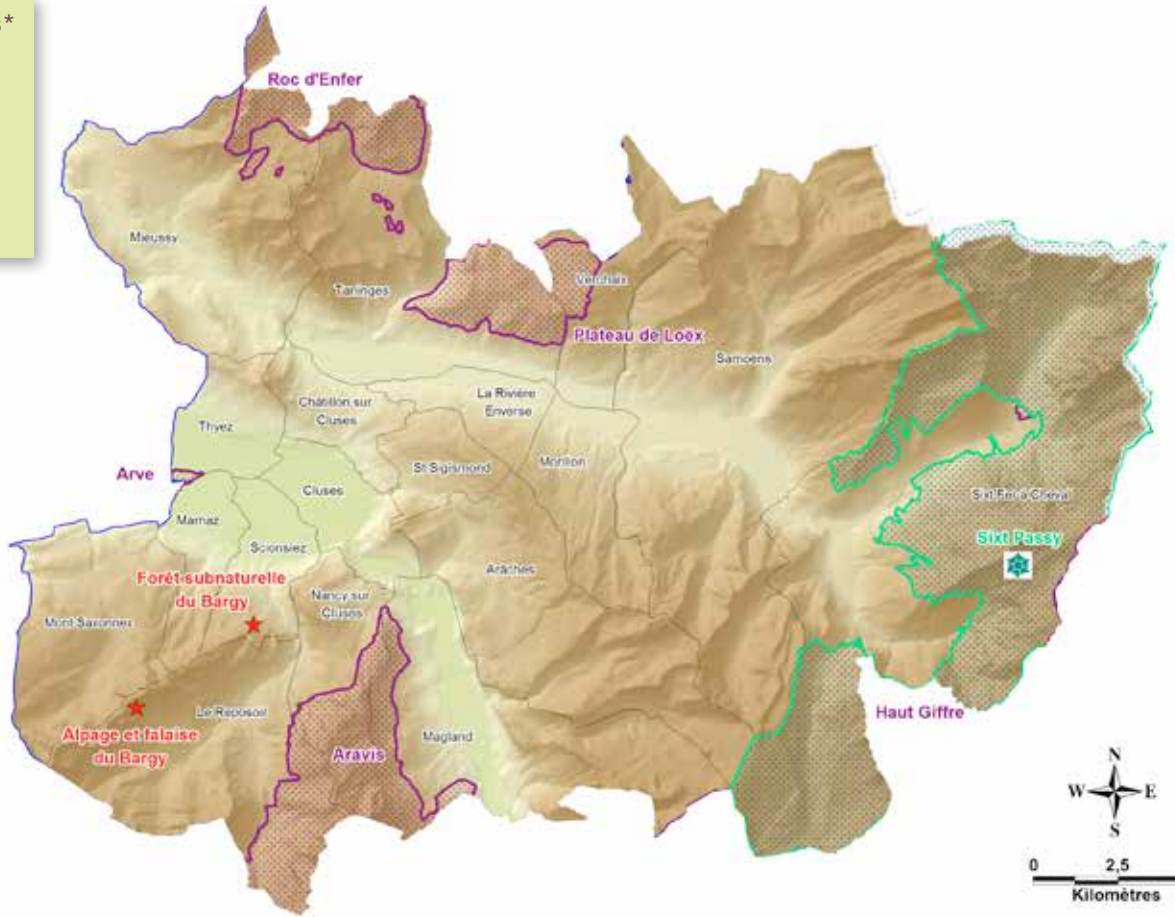 *
Roc d'Enfer
Mieussy
Taninges
Verchaix
Plateau de Loëx
Samoëns
Châtillon sur
Cluses
La Rivière
Enverse
Thyez
St Sigismond
Morillon
Arve
Cluses
Marnaz
Scionsiez
Sixt Fer à Cheval
Sixt Passy
Forêt subnaturelle
du Bargy
Nancy sur
Cluses
Arâches
Mont Saxonnex
Le Reposoir
Alpage et falaise
du Bargy
Aravis
Magland
Haut Giffre
N
W E
S
0 2,5
Kilomètres